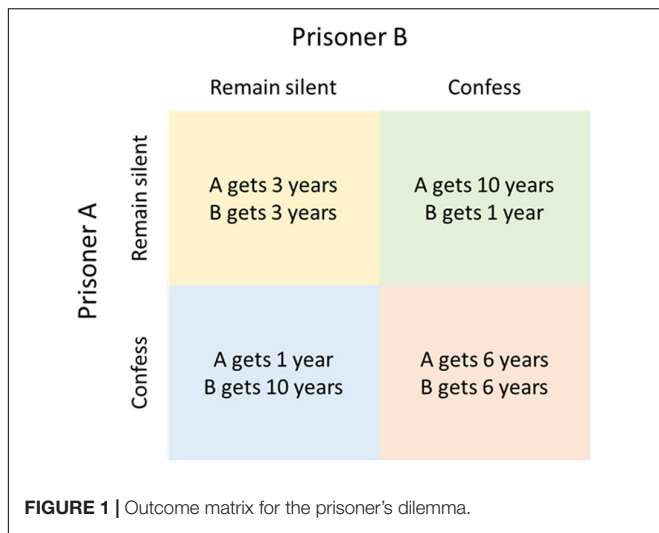 Prisoner B
Remain silent
Confess
Prisoner A
Remain silent
A gets 3 years
B gets 3 years
A gets 10 years
B gets 1 year
Confess
A gets 1 year
B gets 10 years
A gets 6 years
B gets 6 years
FIGURE 1 | Outcome matrix for the prisoner's dilemma.